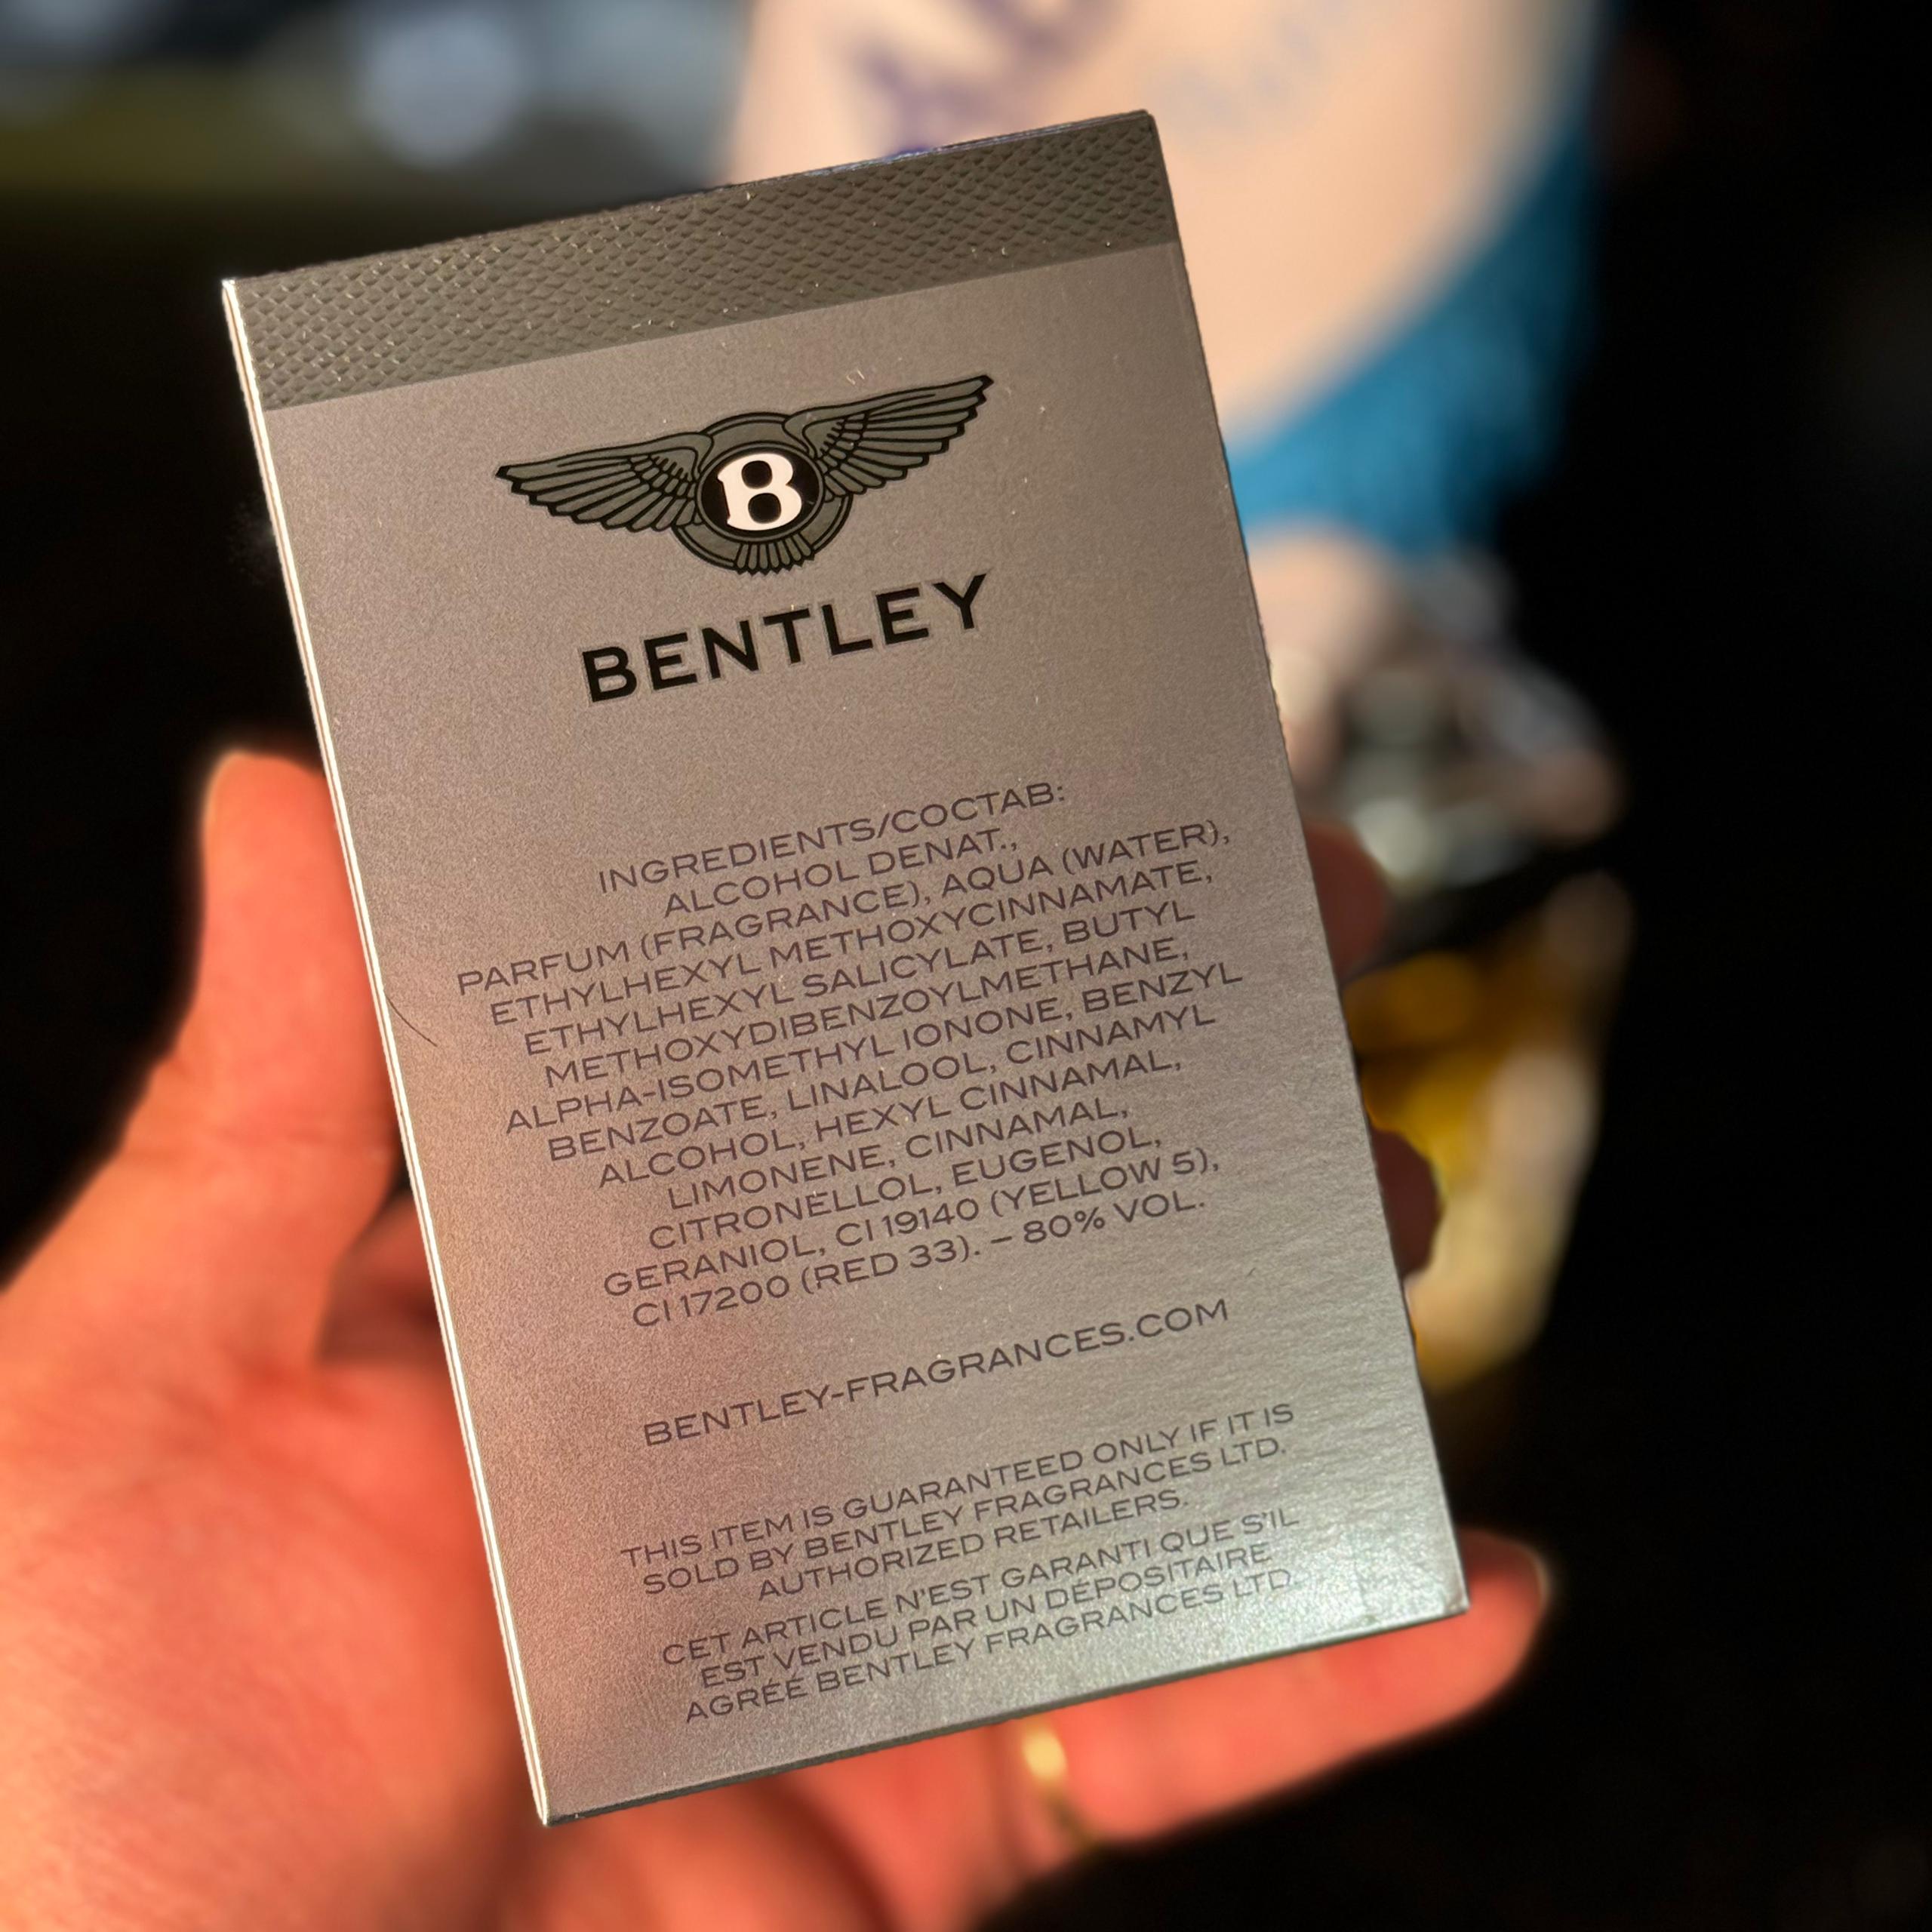 B
BENTLEY
INGREDIENTS/COCTAB:
ALCOHOL DENAT.,
PARFUM (FRAGRANCE), AQUA (WATER),
ETHYLHEXYL METHOXYCINNAMATE,
ETHYLHEXYL SALICYLATE, BUTYL
METHOXYDIBENZOYLMETHANE,
ALPHA-ISOMETHYL IONONE, BENZYL
BENZOATE, LINALOOL, CINNAMYL
ALCOHOL, HEXYL CINNAMAL,
LIMONENE, CINNAMAL,
CITRONELLOL, EUGENOL,
GERANIOL, CI 19140 (YELLOW 5),
CI 17200 (RED 33). – 80% VOL.
BENTLEY-FRAGRANCES.COM
THIS ITEM IS GUARANTEED ONLY IF IT IS
SOLD BY BENTLEY FRAGRANCES LTD.
AUTHORIZED RETAILERS.
CET ARTICLE N'EST GARANTI QUE S'IL
EST VENDU PAR UN DÉPOSITAIRE
AGRÉÉ BENTLEY FRAGRANCES LTD.